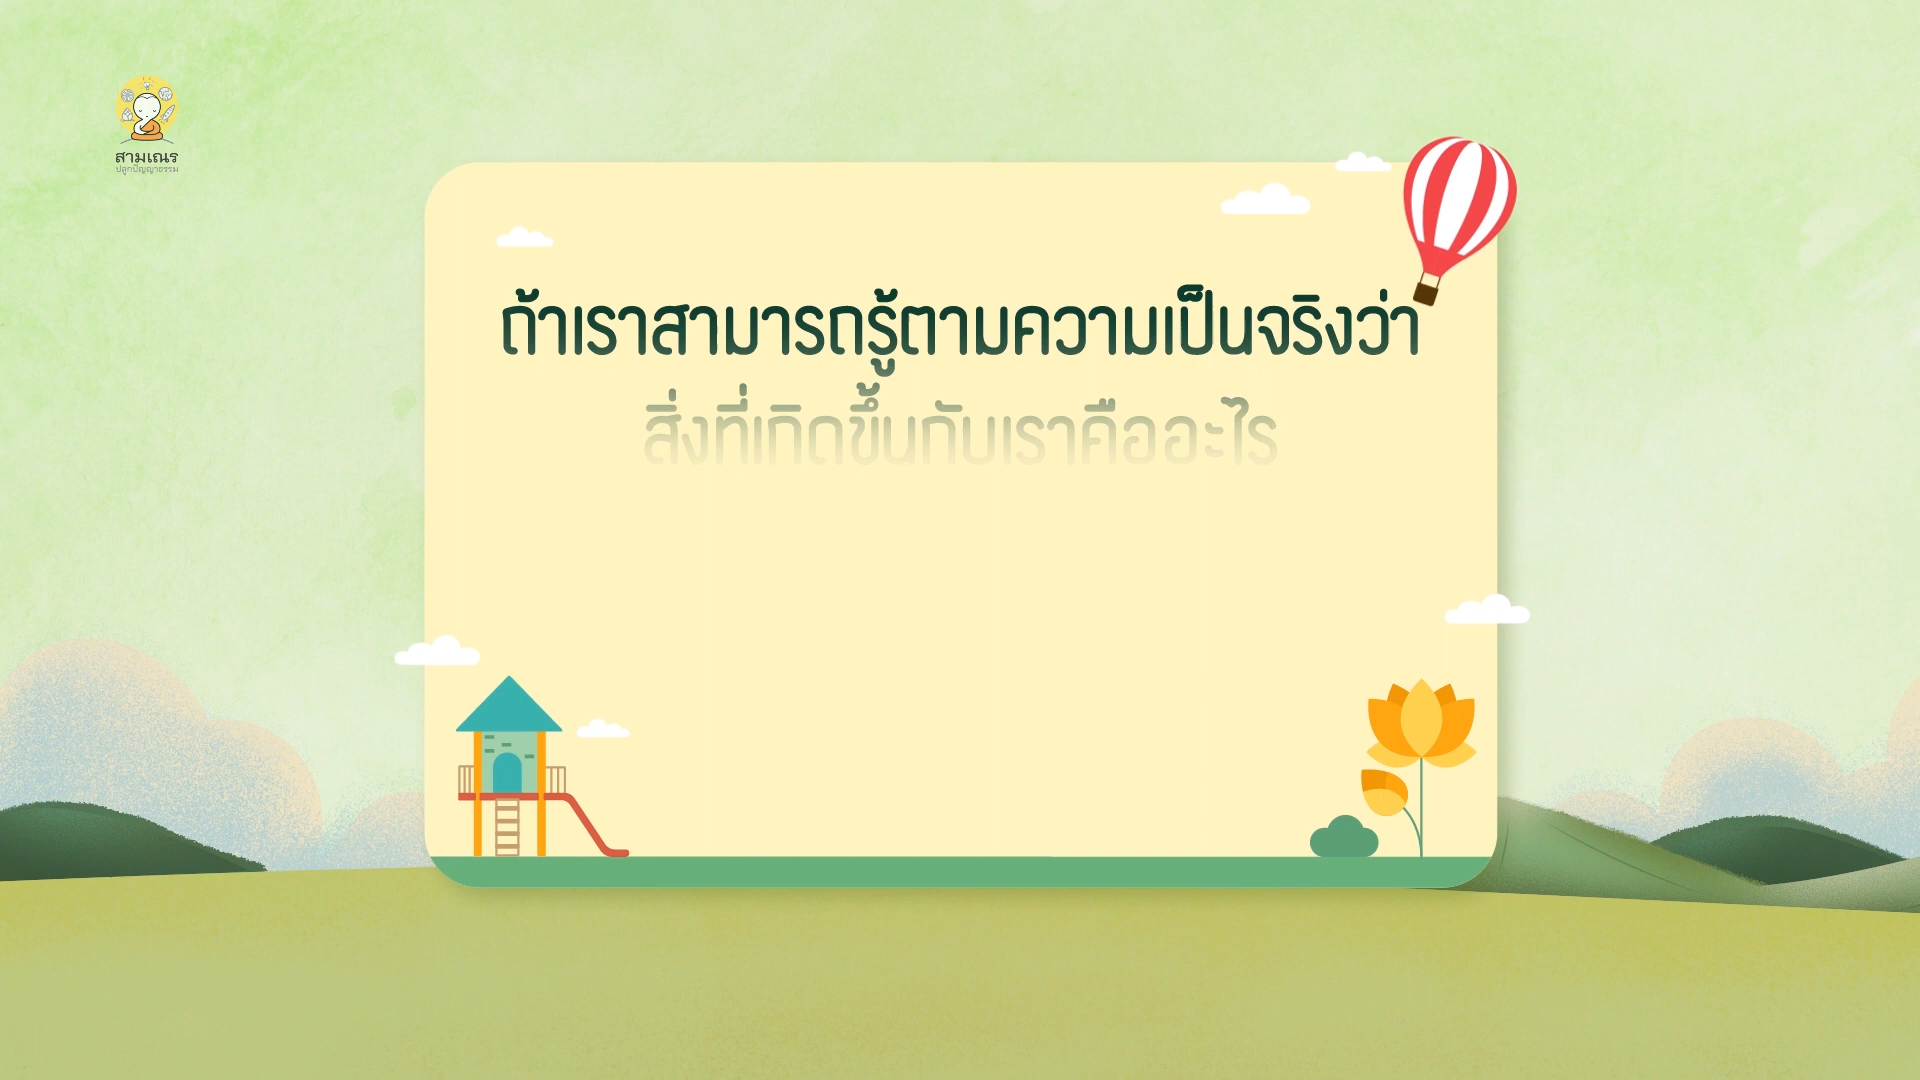 สามเณร
ปลูกปัญญาธรรม
ถ้าเราสามารถรู้ตามความเป็นจริงว่า
สิ่งที่เกิดขึ้นกับเราคืออะไร